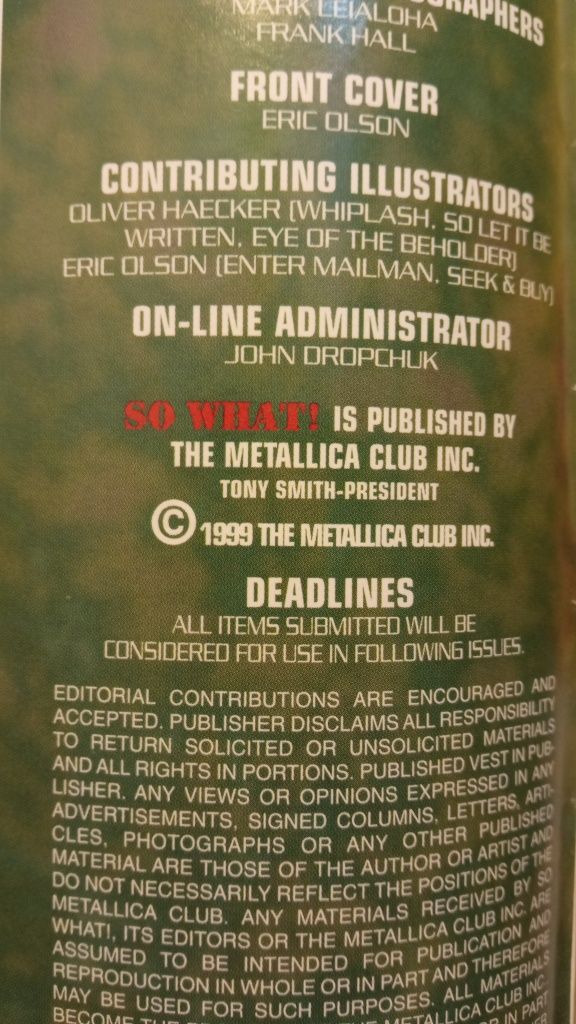 MARK LEIALOHA
FRANK HALL
FRONT COVER
ERIC OLSON
CONTRIBUTING ILLUSTRATORS
OLIVER HAECKER (WHIPLASH, SO LET IT BE
WRITTEN, EYE OF THE BEHOLDER)
ERIC OLSON (ENTER MAILMAN, SEEK & BUY)
ON-LINE ADMINISTRATOR
JOHN DROPCHUK
SO WHAT! IS PUBLISHED BY
THE METALLICA CLUB INC.
TONY SMITH-PRESIDENT
© 1999 THE METALLICA CLUB INC.
DEADLINES
ALL ITEMS SUBMITTED WILL BE
CONSIDERED FOR USE IN FOLLOWING ISSUES.
EDITORIAL CONTRIBUTIONS ARE ENCOURAGED AND
ACCEPTED. PUBLISHER DISCLAIMS ALL RESPONSIBILITY
TO RETURN SOLICITED OR UNSOLICITED MATERIALS
AND ALL RIGHTS IN PORTIONS. PUBLISHED VEST IN PUB-
LISHER. ANY VIEWS OR OPINIONS EXPRESSED IN ANY
ADVERTISEMENTS, SIGNED COLUMNS, LETTERS, ARTI-
CLES, PHOTOGRAPHS OR ANY OTHER PUBLISHED
MATERIAL ARE THOSE OF THE AUTHOR OR ARTIST AND
DO NOT NECESSARILY REFLECT THE POSITIONS OF THE
METALLICA CLUB. ANY MATERIALS RECEIVED BY SO
WHAT!, ITS EDITORS OR THE METALLICA CLUB INC. ARE
ASSUMED TO BE INTENDED FOR PUBLICATION AND
REPRODUCTION IN WHOLE OR IN PART AND THEREFORE
MAY BE USED FOR SUCH PURPOSES. ALL MATERIALS
BECOME THE METALLICA CLUB INC.
IN PART